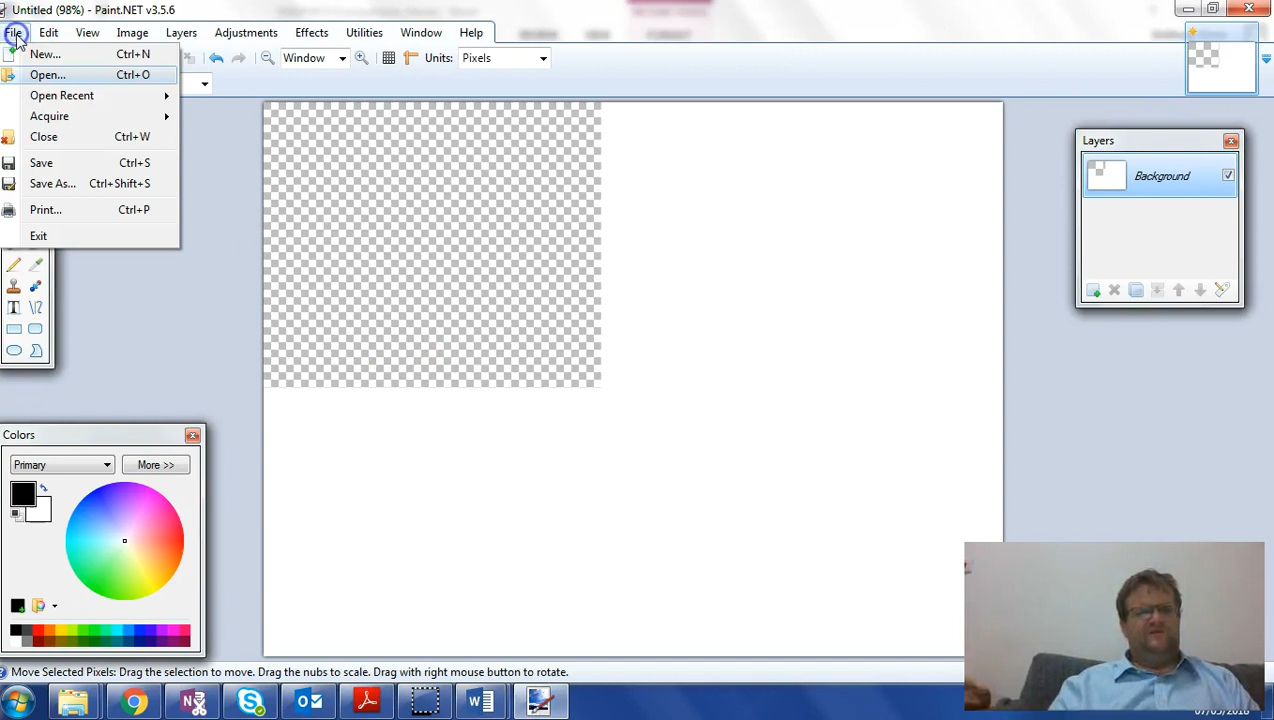 Untitled (98%) - Paint.NET v3.5.6
File Edit View Image Layers Adjustments Effects Utilities Window Help
Window Units: Pixels
New... Ctrl+N
Open... Ctrl+O
Open Recent
Acquire
Close Ctrl+W
Save Ctrl+S
Save As... Ctrl+Shift+S
Print... Ctrl+P
Exit
Layers
Background
Colors
Primary More >>
Move Selected Pixels: Drag the selection to move. Drag the nubs to scale. Drag with right mouse button to rotate.